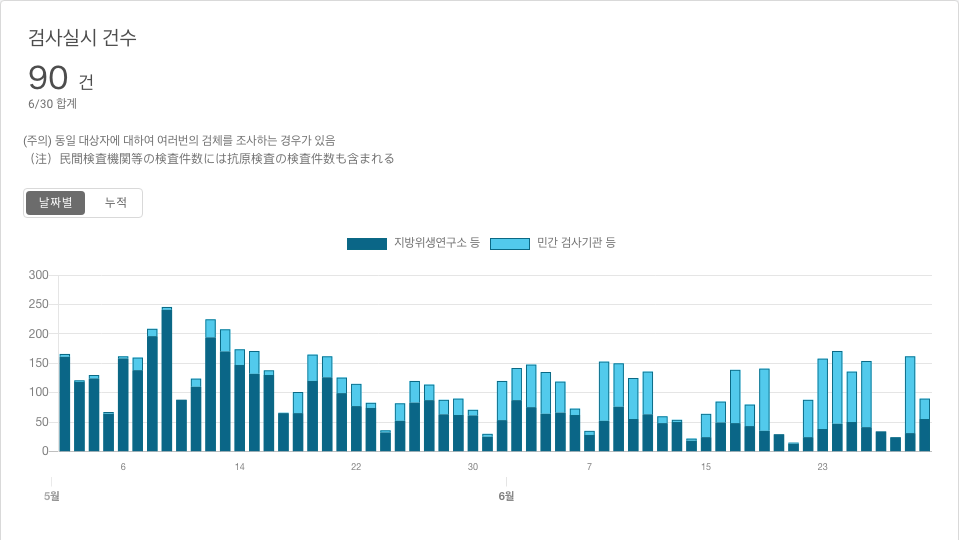 검사실시 건수
90 건
6/30 합계
(주의) 동일 대상자에 대하여 여러번의 검체를 조사하는 경우가 있음
（注）民間検査機関等の検査件数には抗原検査の検査件数も含まれる
날짜별 누적
지방위생연구소 등 민간 검사기관 등
300
250
200
150
100
50
0
6 14 22 30 7 15 23
5월 6월